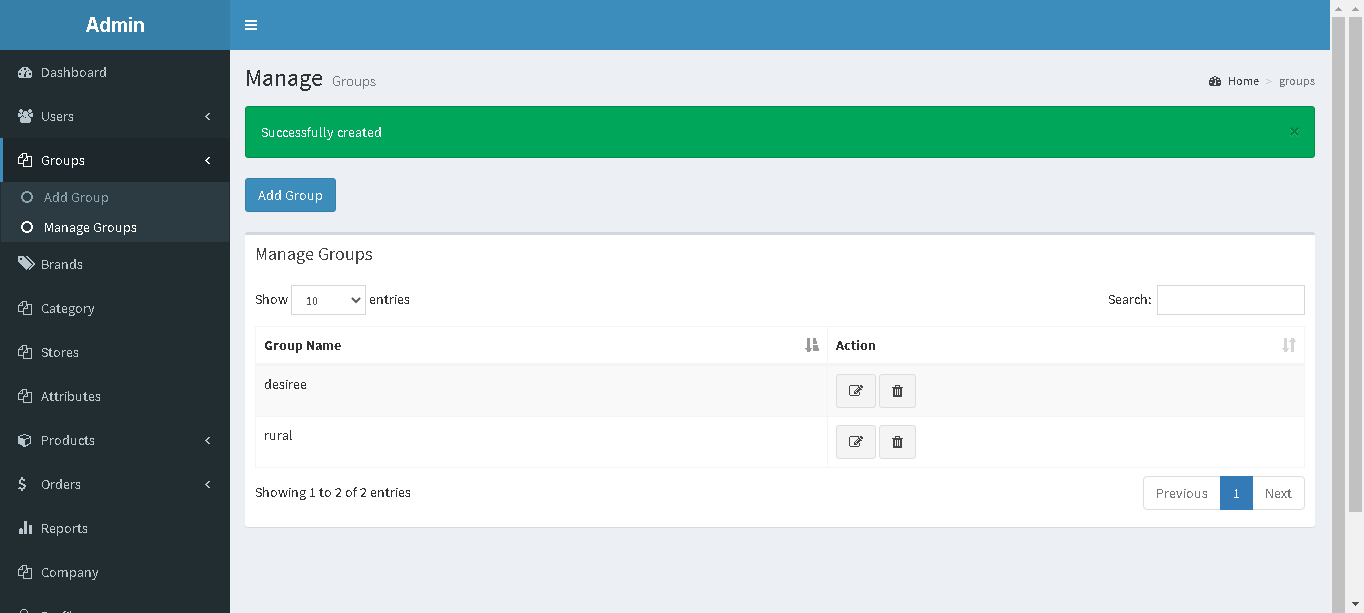 Admin
Dashboard
Users
Groups
Add Group
Manage Groups
Brands
Category
Stores
Attributes
Products
Orders
Reports
Company
Manage Groups
Home > groups
Successfully created ×
Add Group
Manage Groups
Show 10 entries
Search:
Group Name Action
desiree
rural
Showing 1 to 2 of 2 entries
Previous 1 Next